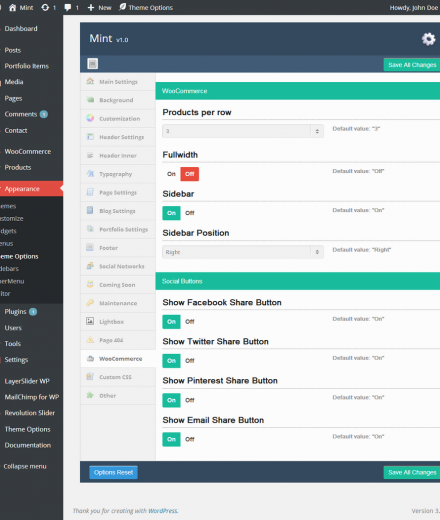 Mint
1
1
New
Theme Options
Howdy, John Doe
Dashboard
Posts
Portfolio Items
Media
Pages
Comments 1
Contact
WooCommerce
Products
Appearance
emes
ustomize
dgets
enus
eme Options
debars
perMenu
itor
Plugins 1
Users
Tools
Settings
LayerSlider WP
MailChimp for WP
Revolution Slider
Theme Options
Documentation
Collapse menu
Mint v1.0
Save All Changes
Main Settings
Background
Customization
Header Settings
Header Inner
Typography
Page Settings
Blog Settings
Portfolio Settings
Footer
Social Networks
Coming Soon
Maintenance
Lightbox
Page 404
WooCommerce
Custom CSS
Other
WooCommerce
Products per row
3
Default value: "3"
Fullwidth
On Off
Default value: "Off"
Sidebar
On Off
Default value: "On"
Sidebar Position
Right
Default value: "Right"
Social Buttons
Show Facebook Share Button
On Off
Default value: "On"
Show Twitter Share Button
On Off
Default value: "On"
Show Pinterest Share Button
On Off
Default value: "On"
Show Email Share Button
On Off
Default value: "On"
Options Reset
Save All Changes
Thank you for creating with WordPress.
Version 3.